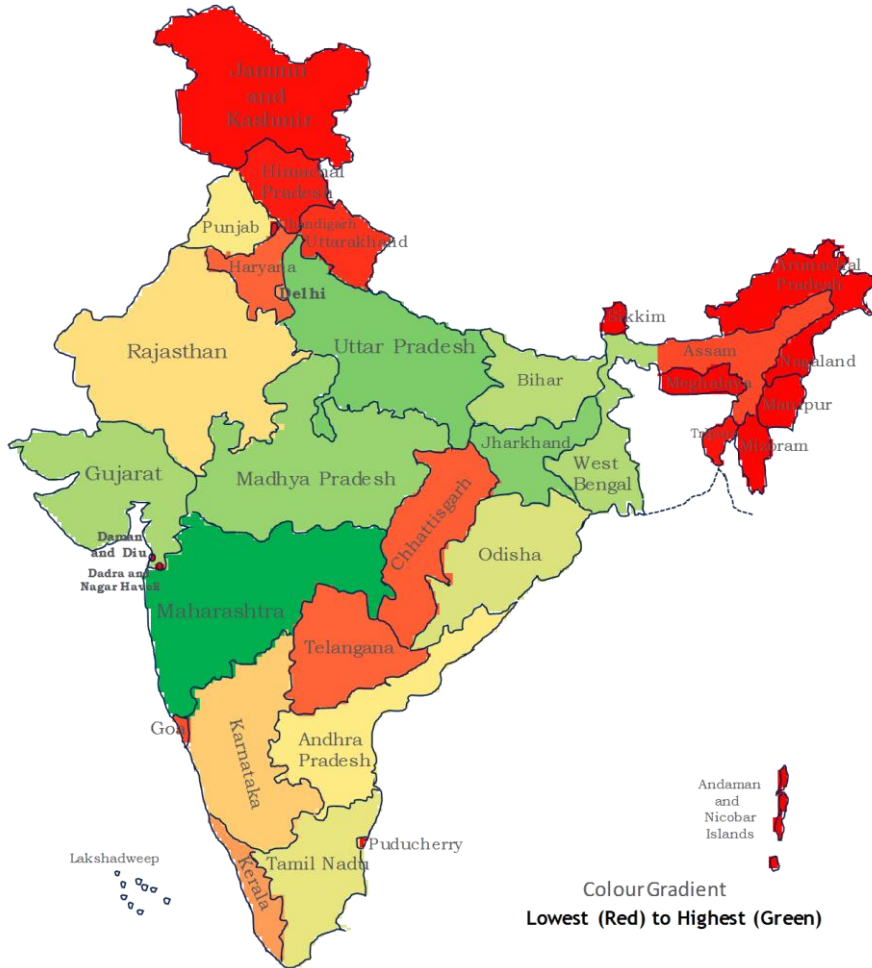 Jammu
and
Kashmir
Himachal
Pradesh
Punjab
Chandigarh
Uttarakhand
Haryana
Delhi
Arunachal
Pradesh
Sikkim
Rajasthan
Uttar Pradesh
Assam
Nagaland
Bihar
Meghalaya
Manipur
Tripura
Mizoram
Jharkhand
Gujarat
Madhya Pradesh
West
Bengal
Chhattisgarh
Daman
and Diu
Odisha
Dadra and
Nagar Haveli
Maharashtra
Telangana
Goa
Karnataka
Andhra
Pradesh
Andaman
and
Nicobar
Islands
Puducherry
Lakshadweep
Kerala
Tamil Nadu
Colour Gradient
Lowest (Red) to Highest (Green)